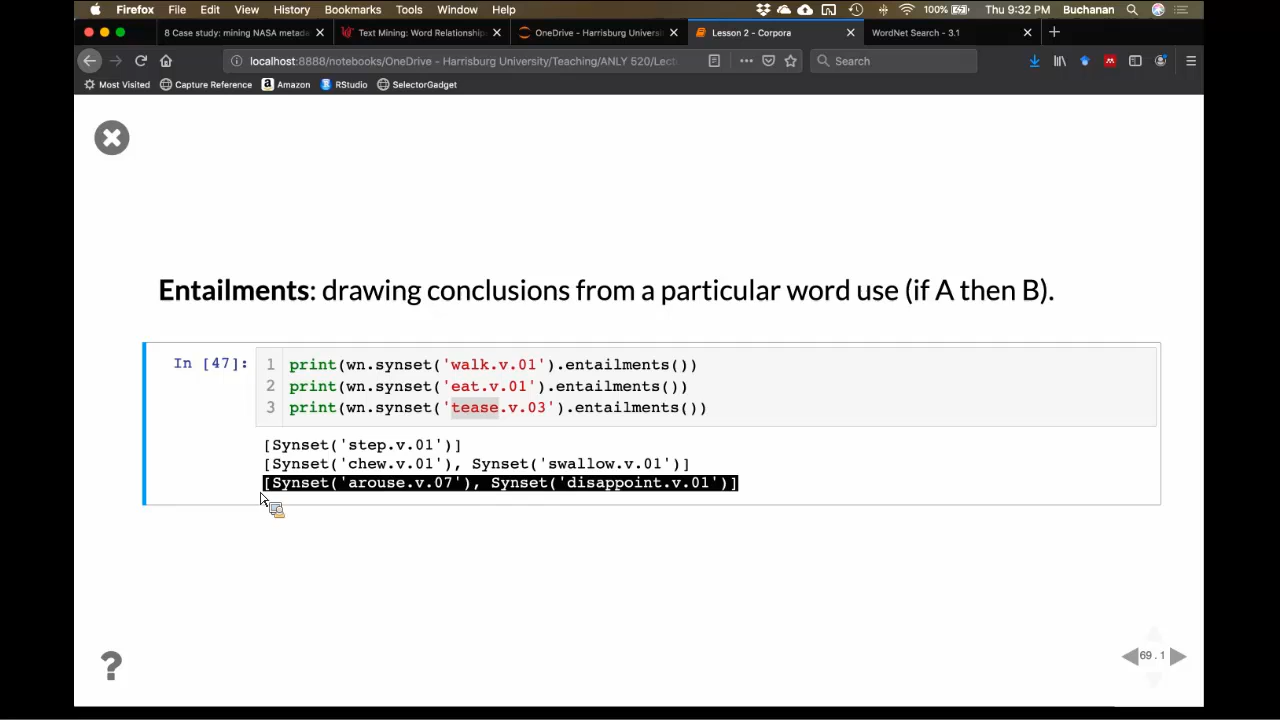 Firefox File Edit View History Bookmarks Tools Window Help 100% Thu 9:32 PM Buchanan
8 Case study: mining NASA metada Text Mining: Word Relationships OneDrive - Harrisburg Universi Lesson 2 - Corpora WordNet Search - 3.1
localhost:8888/notebooks/OneDrive - Harrisburg University/Teaching/ANLY 520/Lect Search
Most Visited Capture Reference Amazon RStudio SelectorGadget
Entailments: drawing conclusions from a particular word use (if A then B).
In [47]: 1 print(wn.synset('walk.v.01').entailments())
2 print(wn.synset('eat.v.01').entailments())
3 print(wn.synset('tease.v.03').entailments())
[Synset('step.v.01')]
[Synset('chew.v.01'), Synset('swallow.v.01')]
[Synset('arouse.v.07'), Synset('disappoint.v.01')]
?
69.1